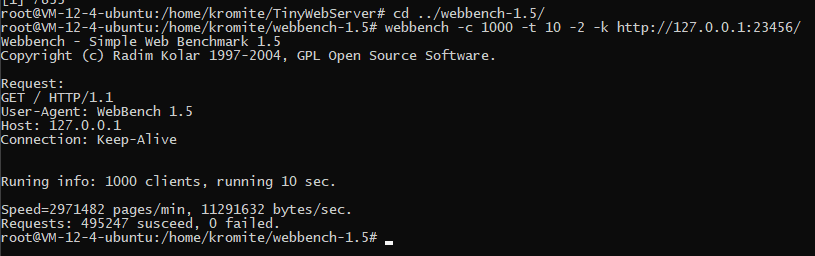 [1] 7855
root@VM-12-4-ubuntu:/home/kromite/TinyWebServer# cd ../webbench-1.5/
root@VM-12-4-ubuntu:/home/kromite/webbench-1.5# webbench -c 1000 -t 10 -2 -k http://127.0.0.1:23456/
Webbench - Simple Web Benchmark 1.5
Copyright (c) Radim Kolar 1997-2004, GPL Open Source Software.

Request:
GET / HTTP/1.1
User-Agent: WebBench 1.5
Host: 127.0.0.1
Connection: Keep-Alive

Runing info: 1000 clients, running 10 sec.

Speed=2971482 pages/min, 11291632 bytes/sec.
Requests: 495247 susceed, 0 failed.
root@VM-12-4-ubuntu:/home/kromite/webbench-1.5#